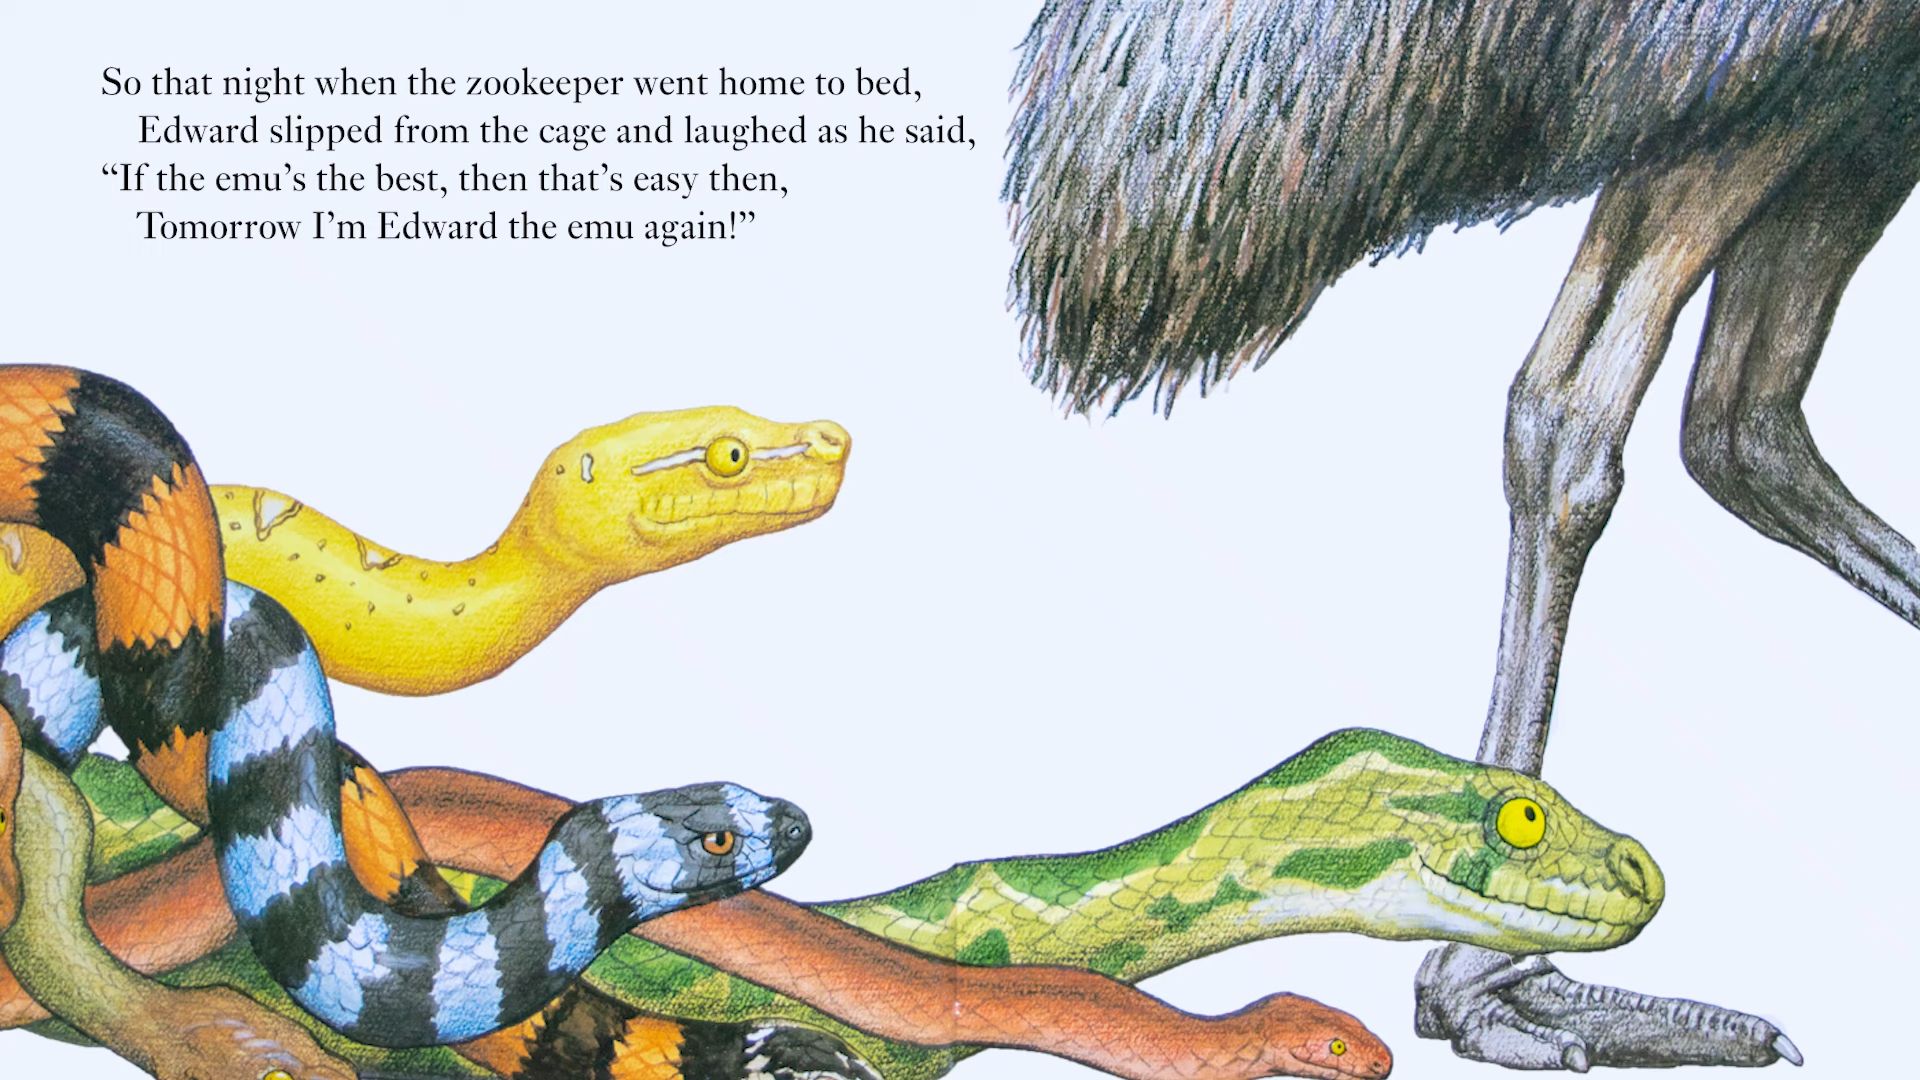 So that night when the zookeeper went home to bed,
Edward slipped from the cage and laughed as he said,
“If the emu’s the best, then that’s easy then,
Tomorrow I’m Edward the emu again!”